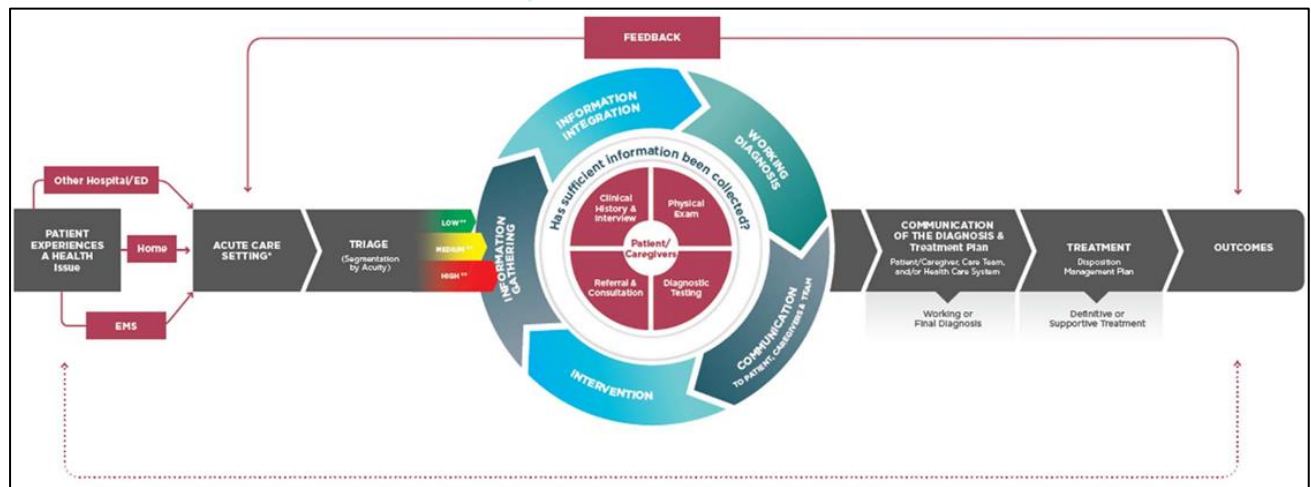 FEEDBACK
Other Hospital/ED
PATIENT
EXPERIENCES
A HEALTH
Issue
Home
EMS
ACUTE CARE
SETTING*
TRIAGE
(Segmentation
by Acuity)
LOW**
MEDIUM**
HIGH**
INFORMATION
GATHERING
INFORMATION
INTEGRATION
WORKING
DIAGNOSIS
COMMUNICATION
TO PATIENT, CAREGIVERS & TEAM
INTERVENTION
Has sufficient information been collected?
Clinical
History &
Interview
Physical
Exam
Patient/
Caregivers
Referral &
Consultation
Diagnostic
Testing
COMMUNICATION
OF THE DIAGNOSIS &
Treatment Plan
Patient/Caregiver, Care Team,
and/or Health Care System
Working or
Final Diagnosis
TREATMENT
Disposition
Management Plan
Definitive or
Supportive Treatment
OUTCOMES